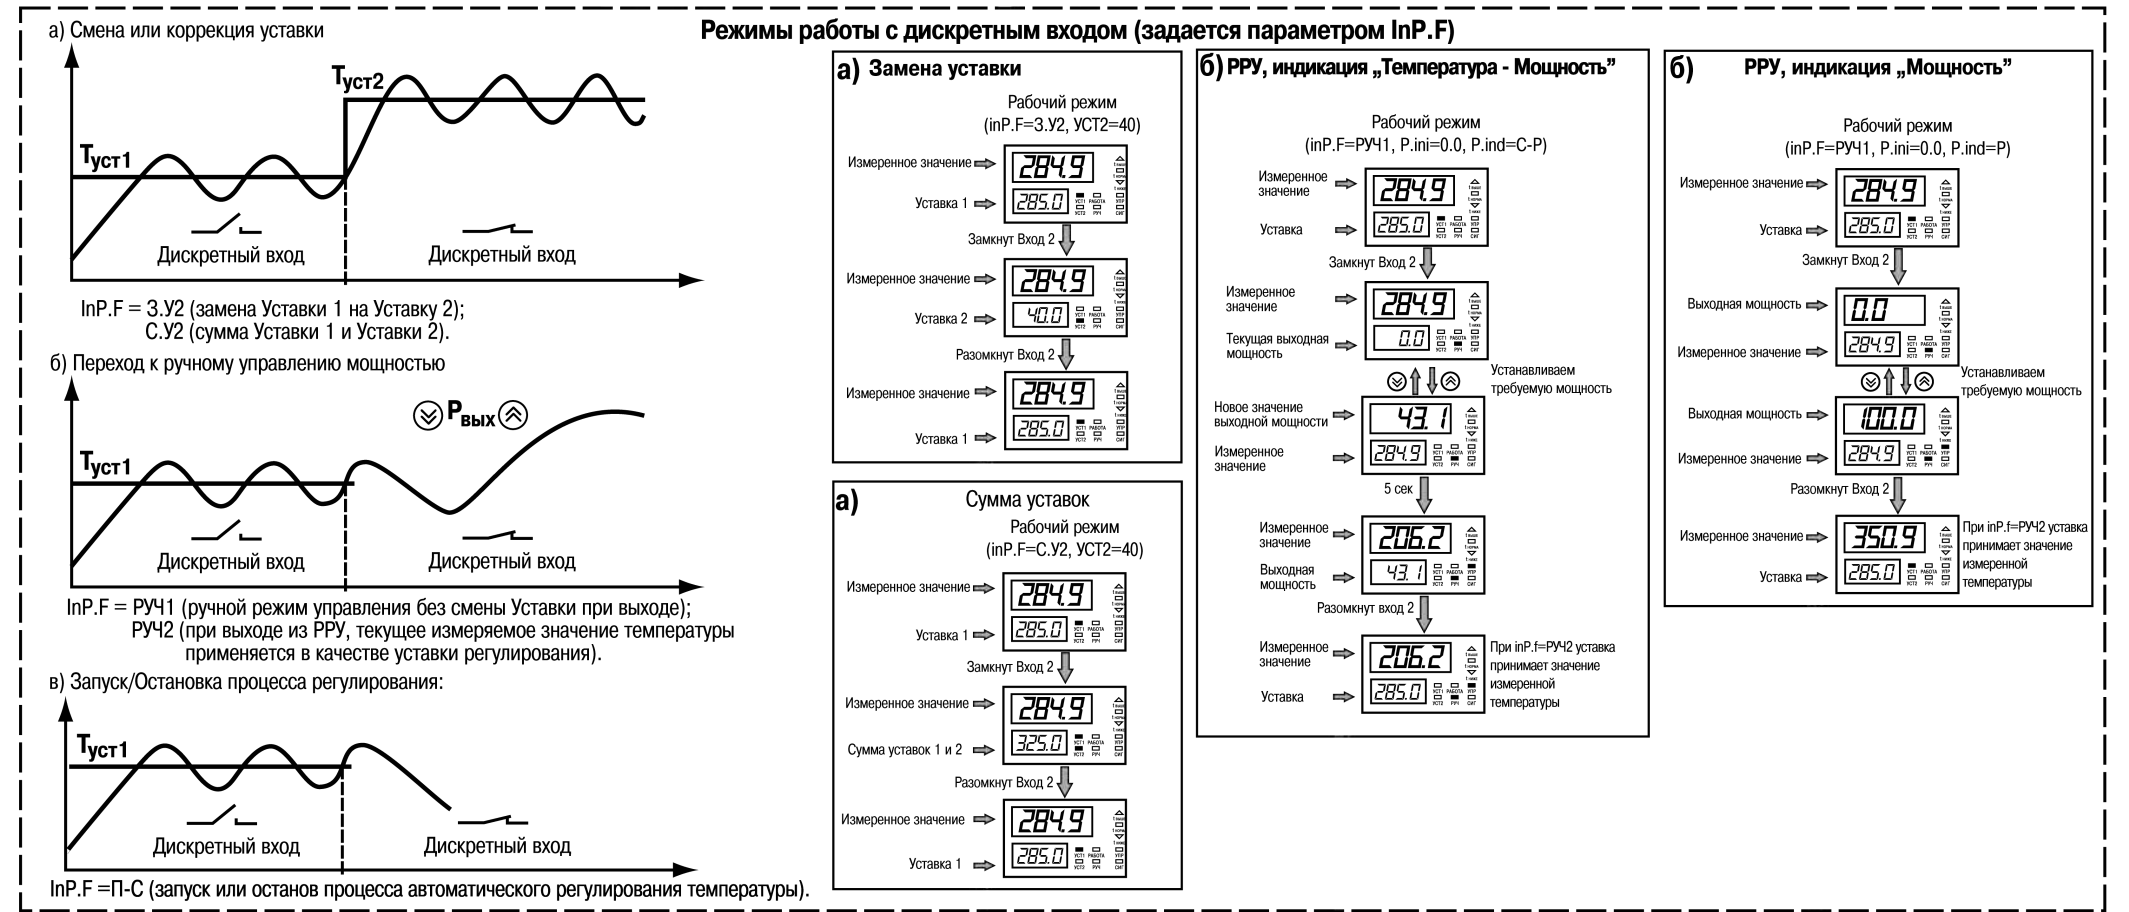 Режимы работы с дискретным входом (задается параметром InP.F)
а) Смена или коррекция уставки
Tуст2
Tуст1
Дискретный вход
Дискретный вход
InP.F = З.У2 (замена Уставки 1 на Уставку 2);
С.У2 (сумма Уставки 1 и Уставки 2).
б) Переход к ручному управлению мощностью
Pвых
Tуст1
Дискретный вход
Дискретный вход
InP.F = РУЧ1 (ручной режим управления без смены Уставки при выходе);
РУЧ2 (при выходе из РРУ, текущее измеряемое значение температуры
применяется в качестве уставки регулирования).
в) Запуск/Остановка процесса регулирования:
Tуст1
Дискретный вход
Дискретный вход
InP.F =П-С (запуск или останов процесса автоматического регулирования температуры).
а) Замена уставки
Рабочий режим
(inP.F=З.У2, УСТ2=40)
Измеренное значение
284.9
Уставка 1
285.0
Замкнут Вход 2
Измеренное значение
284.9
Уставка 2
40.0
Разомкнут Вход 2
Измеренное значение
284.9
Уставка 1
285.0
а) Сумма уставок
Рабочий режим
(inP.F=С.У2, УСТ2=40)
Измеренное значение
284.9
Уставка 1
285.0
Замкнут Вход 2
Измеренное значение
284.9
Сумма уставок 1 и 2
325.0
Разомкнут Вход 2
Измеренное значение
284.9
Уставка 1
285.0
б) РРУ, индикация „Температура - Мощность”
Рабочий режим
(inP.F=РУЧ1, P.ini=0.0, P.ind=C-P)
Измеренное
значение
284.9
Уставка
285.0
Замкнут Вход 2
Измеренное
значение
284.9
Текущая выходная
мощность
0.0
Устанавливаем
требуемую мощность
Новое значение
выходной мощности
43.1
Измеренное
значение
284.9
5 сек
Измеренное
значение
206.2
Выходная
мощность
43.1
Разомкнут вход 2
Измеренное
значение
206.2
Уставка
285.0
При inP.f=РУЧ2 уставка
принимает значение
измеренной
температуры
б) РРУ, индикация „Мощность”
Рабочий режим
(inP.F=РУЧ1, P.ini=0.0, P.ind=P)
Измеренное значение
284.9
Уставка
285.0
Замкнут Вход 2
Выходная мощность
0.0
Измеренное значение
284.9
Устанавливаем
требуемую мощность
Выходная мощность
100.0
Измеренное значение
284.9
Разомкнут Вход 2
Измеренное значение
350.9
Уставка
285.0
При inP.f=РУЧ2 уставка
принимает значение
измеренной
температуры